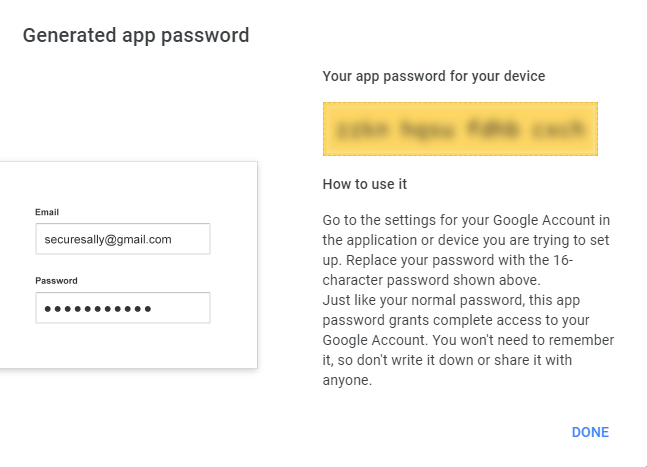 Generated app password
Your app password for your device
How to use it
Email
securesally@gmail.com
Password
Go to the settings for your Google Account in
the application or device you are trying to set
up. Replace your password with the 16-
character password shown above.
Just like your normal password, this app
password grants complete access to your
Google Account. You won't need to remember
it, so don't write it down or share it with
anyone.
DONE